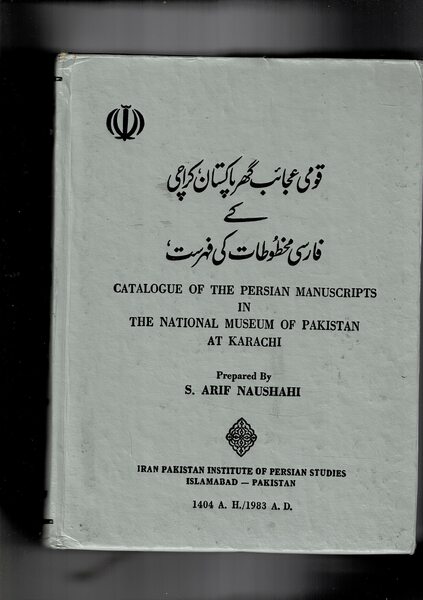 قومی عجائب گھر پاکستان کراچی
کے
فارسی مخطوطات کی فہرست
CATALOGUE OF THE PERSIAN MANUSCRIPTS
IN
THE NATIONAL MUSEUM OF PAKISTAN
AT KARACHI
Prepared By
S. ARIF NAUSHAHI
IRAN PAKISTAN INSTITUTE OF PERSIAN STUDIES
ISLAMABAD — PAKISTAN
1404 A. H./1983 A. D.